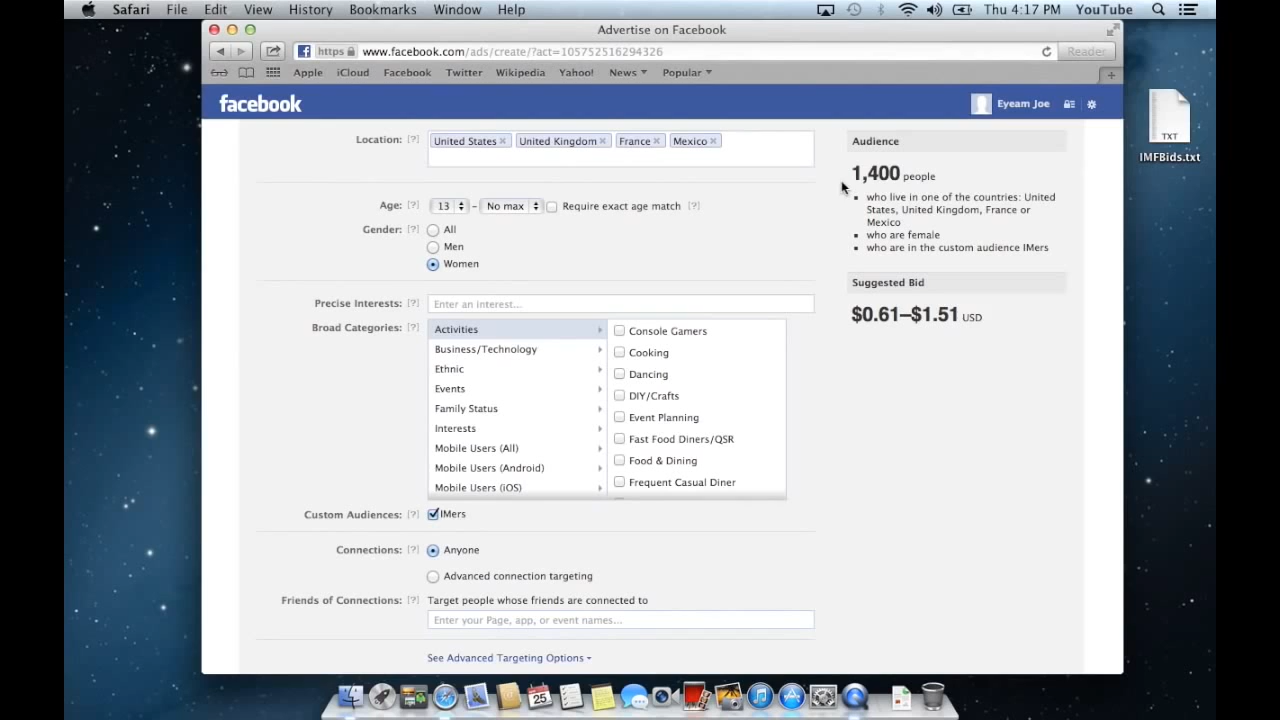 Safari File Edit View History Bookmarks Window Help Thu 4:17 PM YouTube
Advertise on Facebook
https www.facebook.com/ads/create/?act=105752516294326 Reader
Apple iCloud Facebook Twitter Wikipedia Yahoo! News Popular
facebook Eyeam Joe
TXT
IMFBids.txt
Location: [?] United States × United Kingdom × France × Mexico ×
Age: [?] 13 – No max Require exact age match [?]
Gender: [?] All
Men
Women
Precise Interests: [?] Enter an interest...
Broad Categories: [?] Activities
Business/Technology
Ethnic
Events
Family Status
Interests
Mobile Users (All)
Mobile Users (Android)
Mobile Users (iOS)
Console Gamers
Cooking
Dancing
DIY/Crafts
Event Planning
Fast Food Diners/QSR
Food & Dining
Frequent Casual Diner
Custom Audiences: [?] IMers
Connections: [?] Anyone
Advanced connection targeting
Friends of Connections: [?] Target people whose friends are connected to
Enter your Page, app, or event names...
See Advanced Targeting Options
Audience
1,400 people
who live in one of the countries: United
States, United Kingdom, France or
Mexico
who are female
who are in the custom audience IMers
Suggested Bid
$0.61–$1.51 USD
25